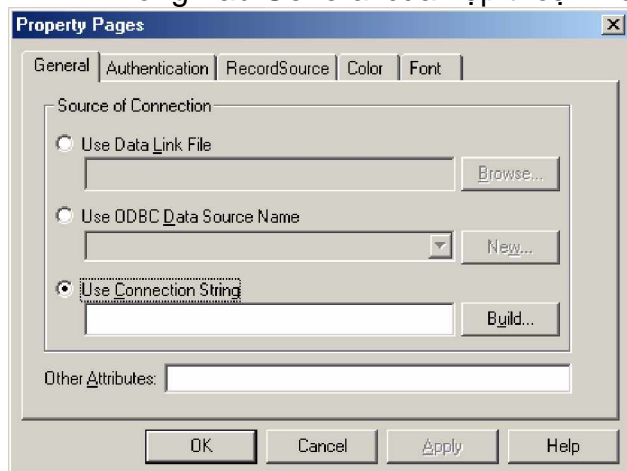 General
Property Pages
General Authentication RecordSource Color Font
Source of Connection
Use Data Link File
Browse...
Use ODBC Data Source Name
New...
Use Connection String
Build...
Other Attributes:
OK Cancel Apply Help